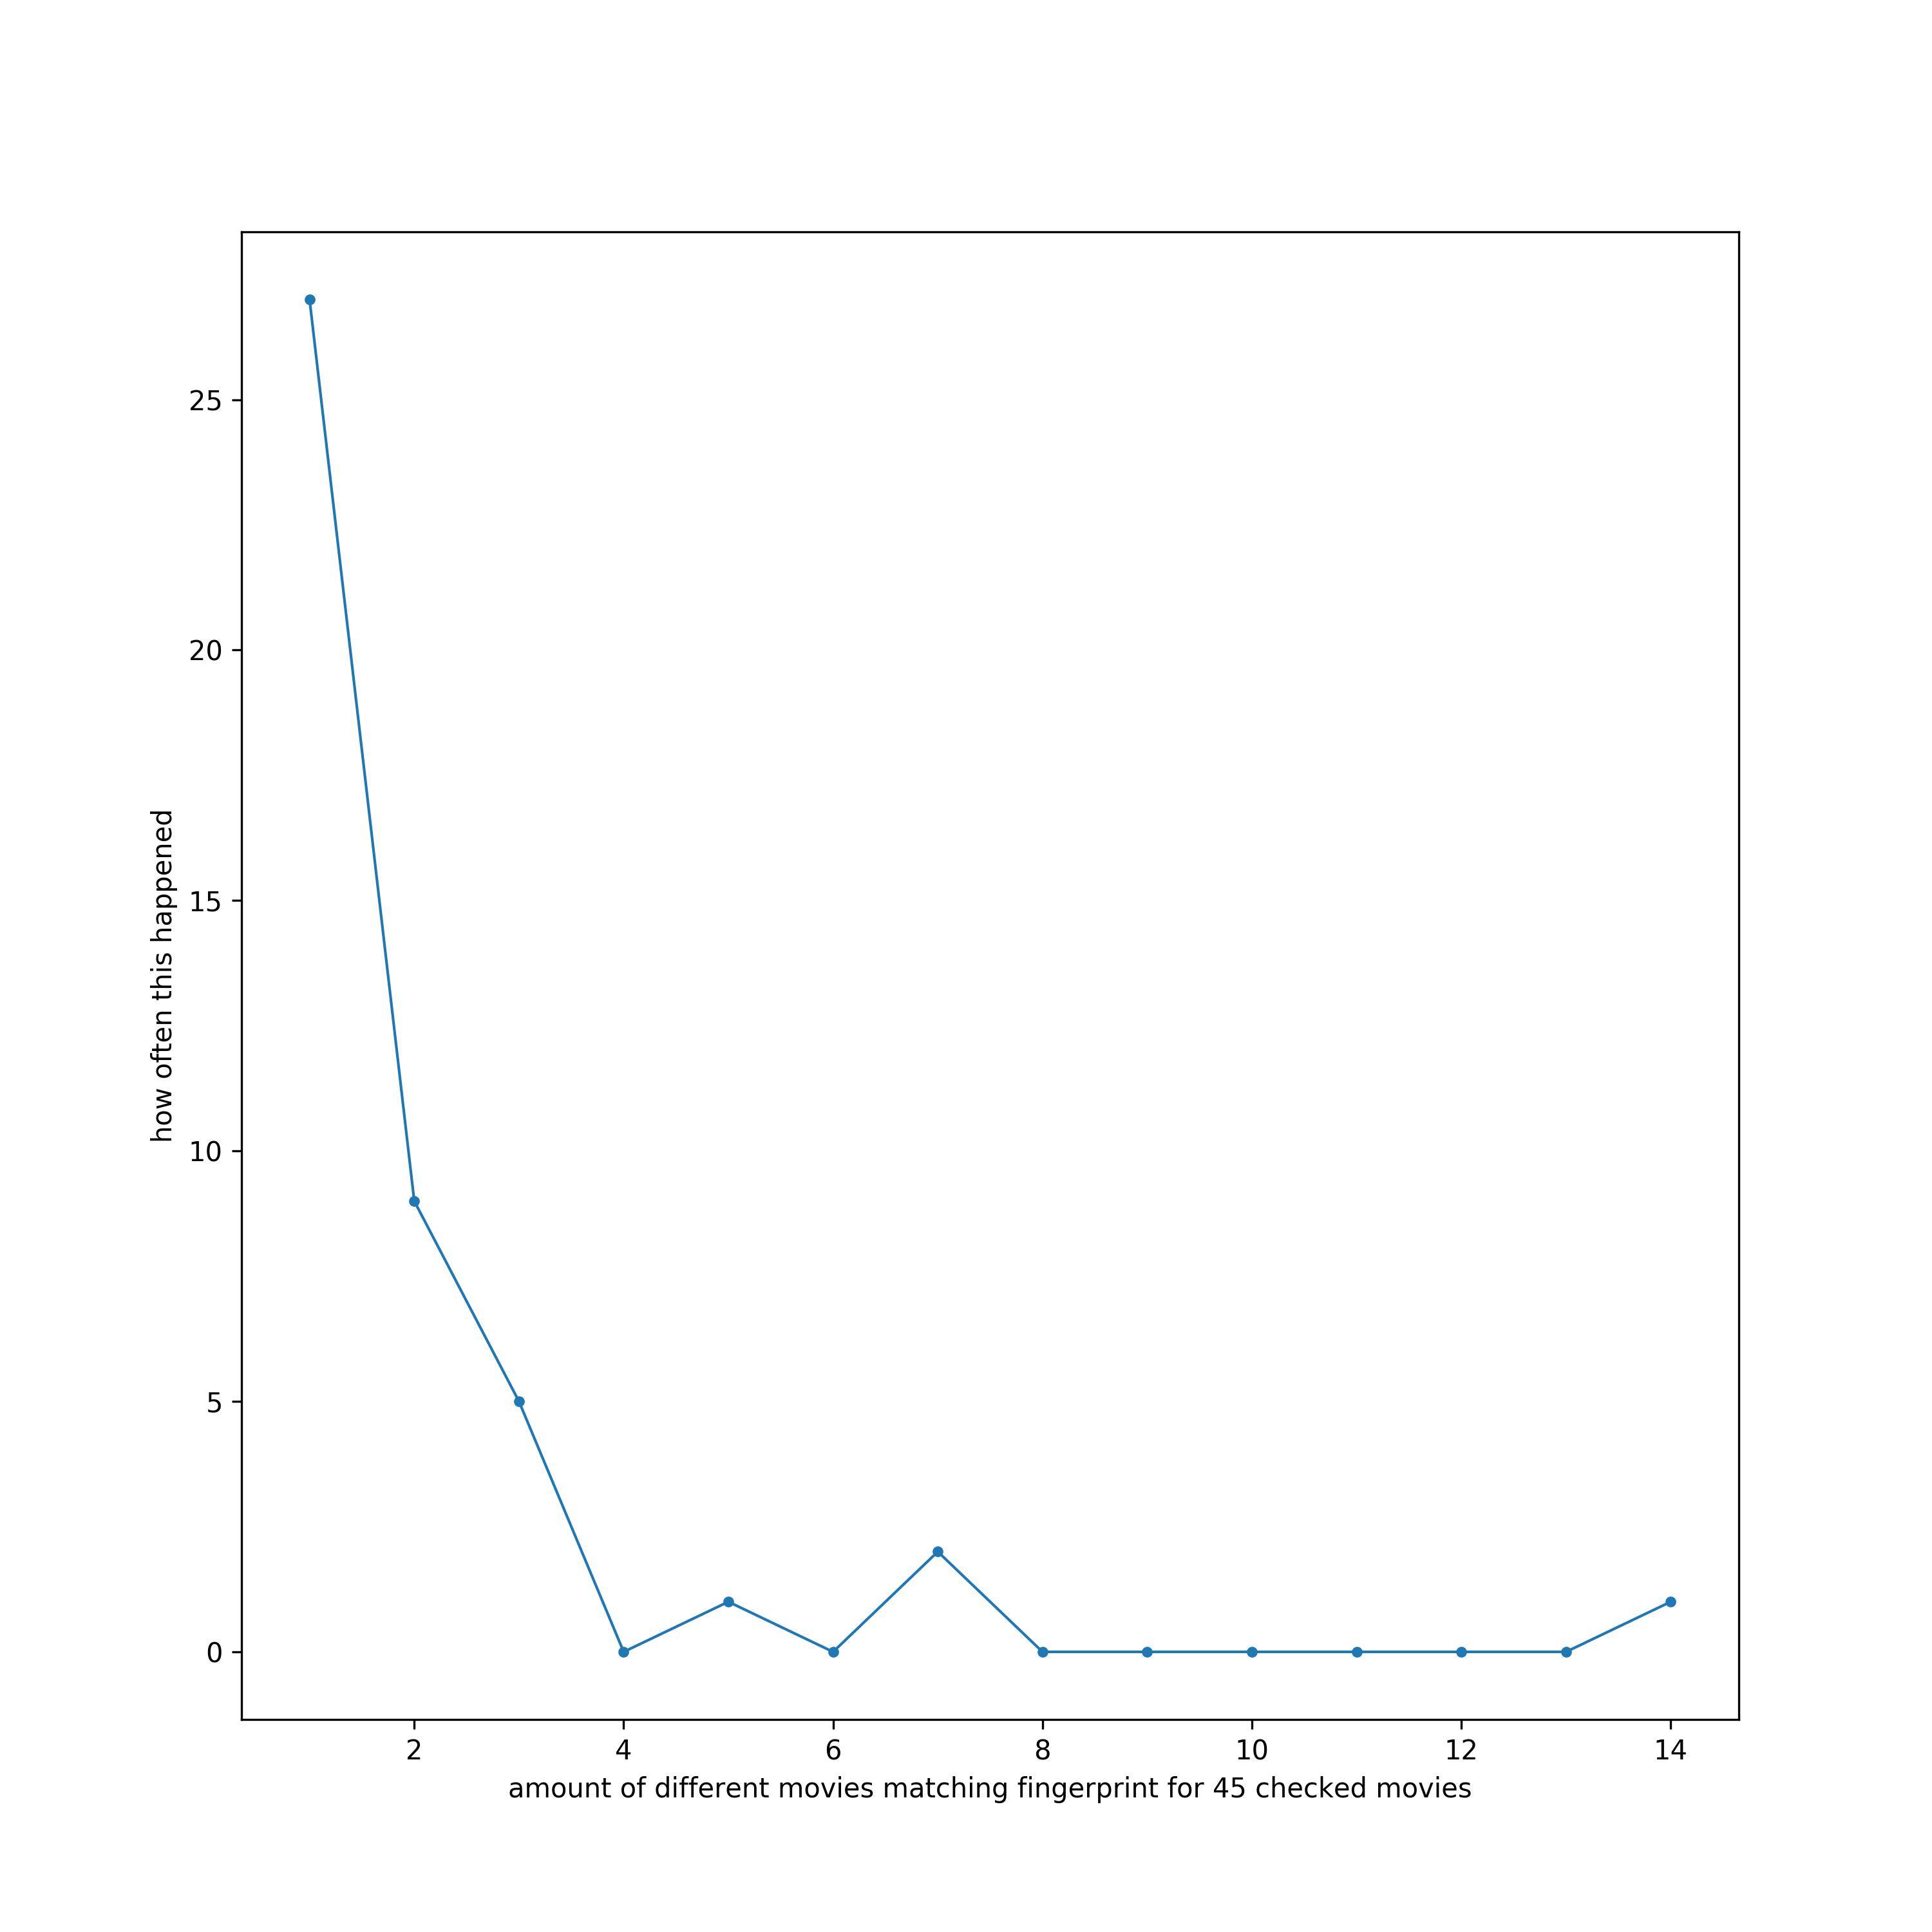 25
20
15
10
5
0
how often this happened
2 4 6 8 10 12 14
amount of different movies matching fingerprint for 45 checked movies